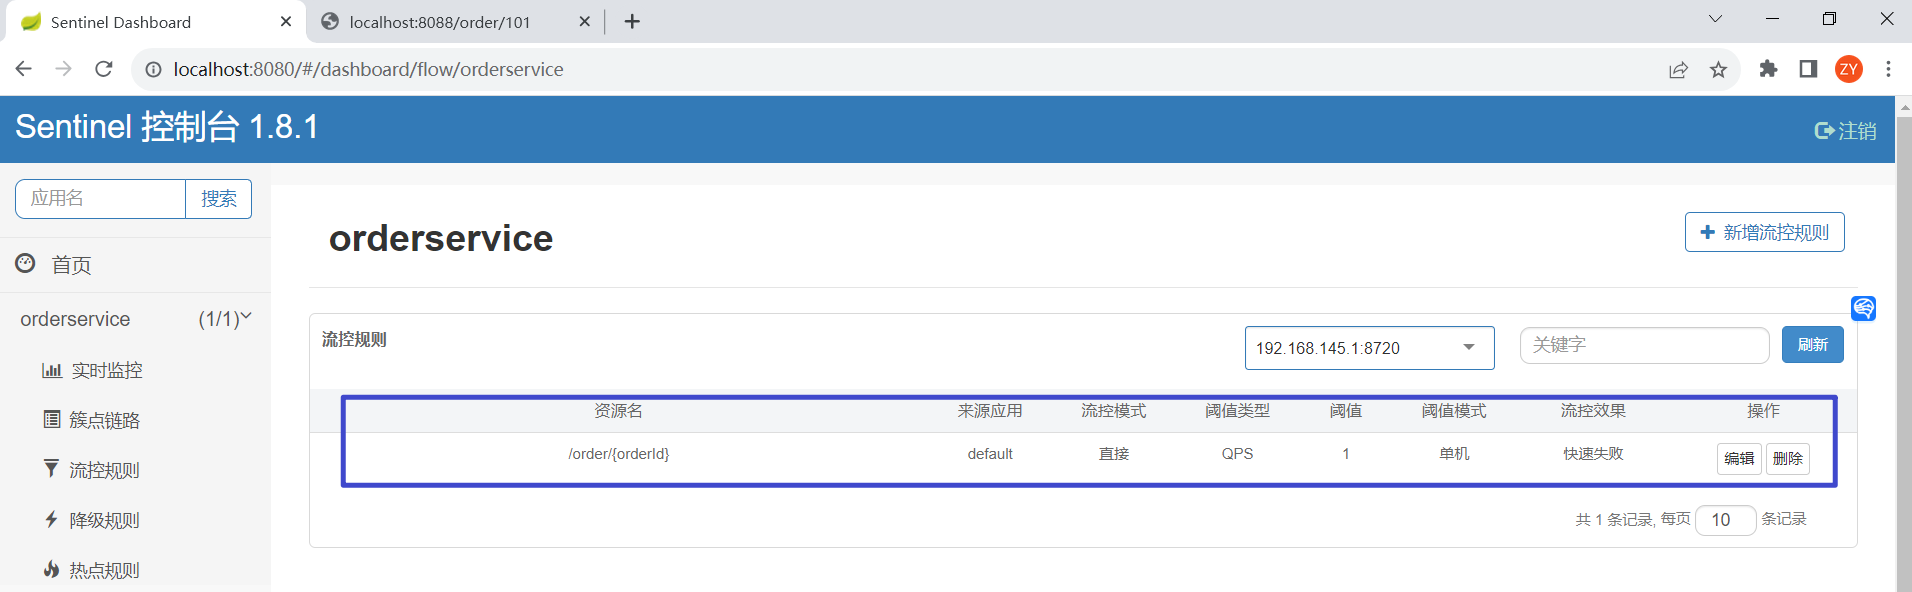 Sentinel Dashboard
localhost:8088/order/101
localhost:8080/#/dashboard/flow/orderservice
ZY
Sentinel 控制台 1.8.1
注销
应用名
搜索
首页
orderservice
(1/1)
实时监控
簇点链路
流控规则
降级规则
热点规则
orderservice
新增流控规则
流控规则
192.168.145.1:8720
关键字
刷新
资源名 来源应用 流控模式 阈值类型 阈值 阈值模式 流控效果 操作
/order/{orderId} default 直接 QPS 1 单机 快速失败 编辑 删除
共 1 条记录, 每页 10 条记录